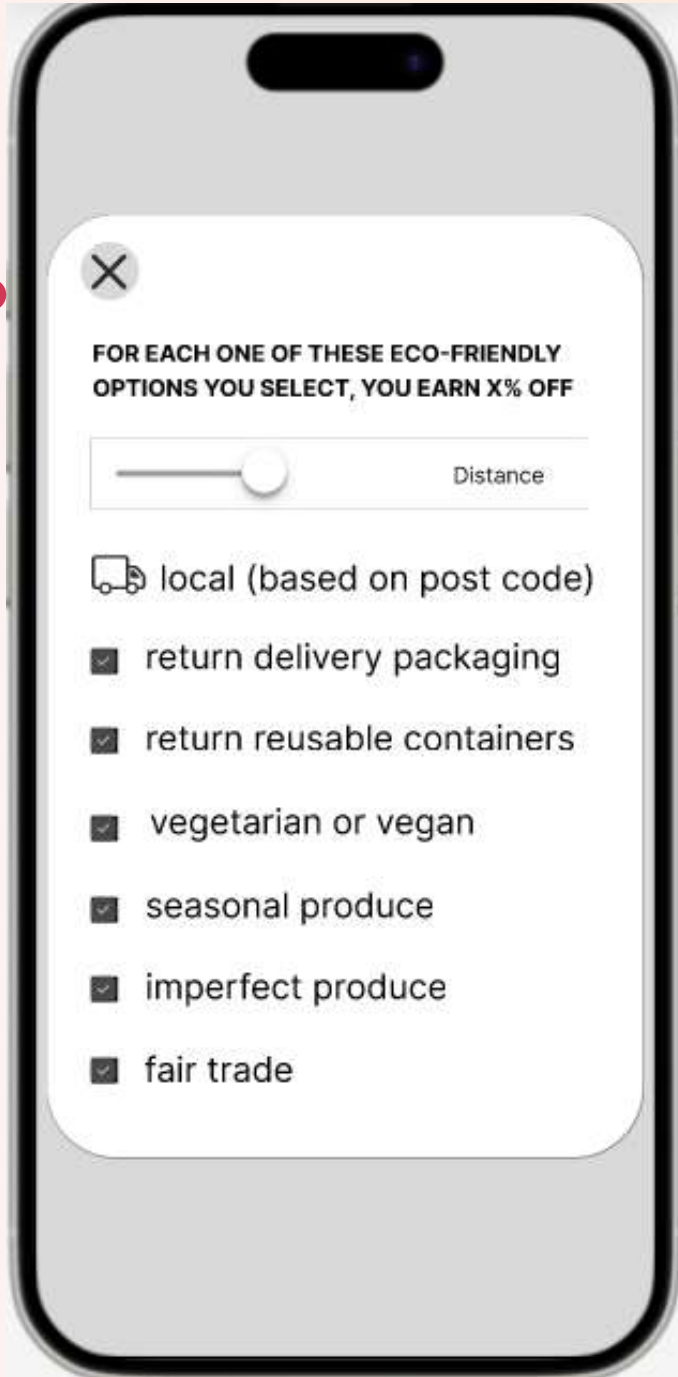 FOR EACH ONE OF THESE ECO-FRIENDLY
OPTIONS YOU SELECT, YOU EARN X% OFF
Distance
local (based on post code)
return delivery packaging
return reusable containers
vegetarian or vegan
seasonal produce
imperfect produce
fair trade